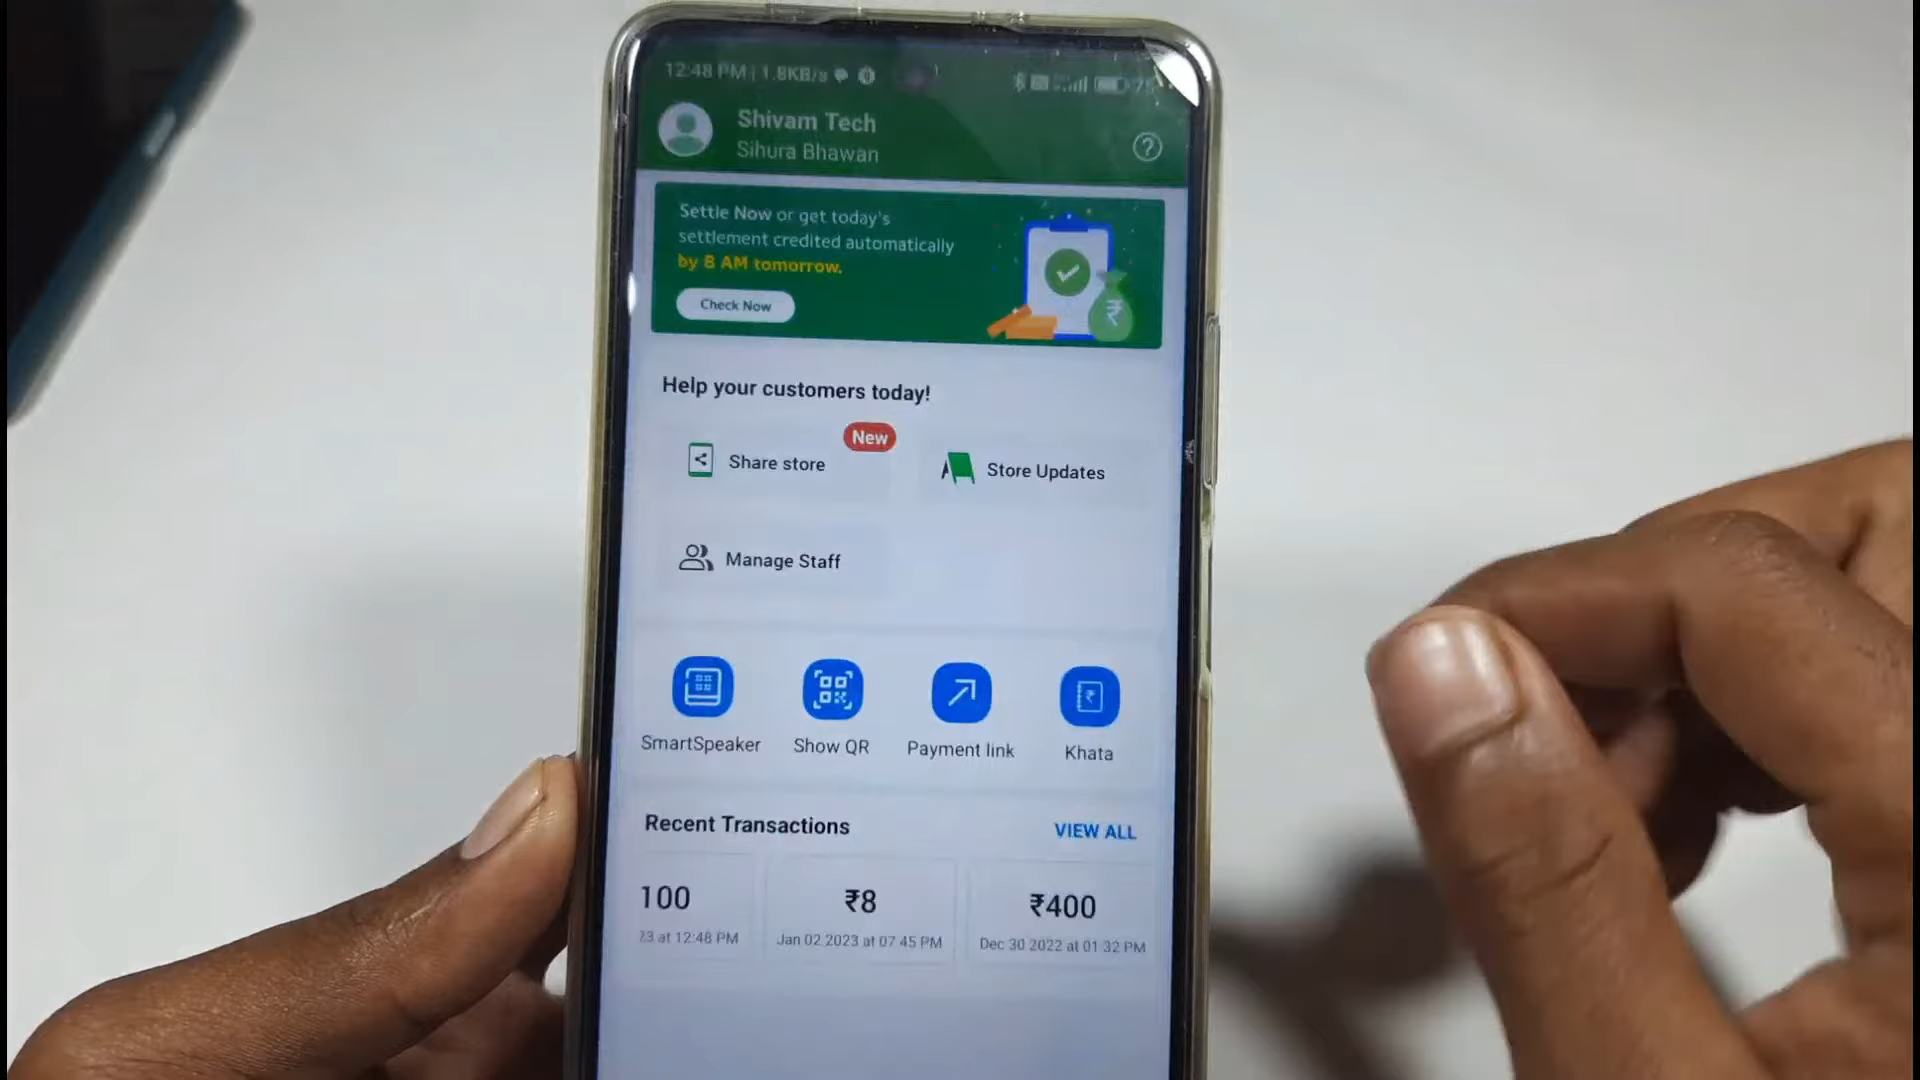 12:48 PM | 1.8KB/s
Shivam Tech
Sihura Bhawan
Settle Now or get today's
settlement credited automatically
by 8 AM tomorrow.
Check Now
Help your customers today!
New
Share store
Store Updates
Manage Staff
SmartSpeaker
Show QR
Payment link
Khata
Recent Transactions
VIEW ALL
100
₹8
₹400
23 at 12:48 PM
Jan 02 2023 at 07 45 PM
Dec 30 2022 at 01 32 PM